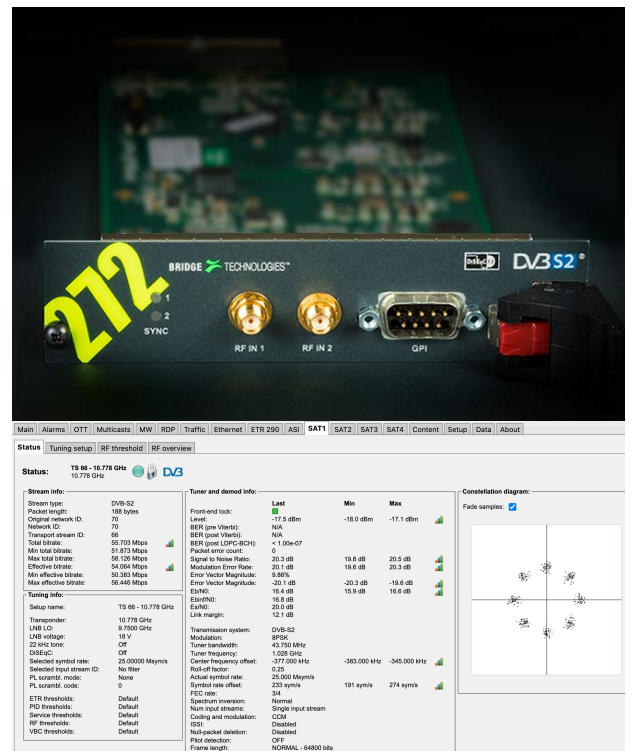 272
BRIDGE TECHNOLOGIES™
DiSEqC
DVB S2®
1
2
SYNC
RF IN 1
RF IN 2
GPI
Main Alarms OTT Multicasts MW RDP Traffic Ethernet ETR 290 ASI SAT1 SAT2 SAT3 SAT4 Content Setup Data About
Status Tuning setup RF threshold RF overview
Status: TS 66 - 10.778 GHz
10.778 GHz
DVB
Stream info:
Stream type: DVB-S2
Packet length: 188 bytes
Original network ID: 70
Network ID: 70
Transport stream ID: 66
Total bitrate: 55.703 Mbps
Min total bitrate: 51.873 Mbps
Max total bitrate: 58.126 Mbps
Effective bitrate: 54.064 Mbps
Min effective bitrate: 50.383 Mbps
Max effective bitrate: 56.446 Mbps
Tuning info:
Setup name: TS 66 - 10.778 GHz
Transponder: 10.778 GHz
LNB LO: 9.7500 GHz
LNB voltage: 18 V
22 kHz tone: Off
DiSEqC: Off
Selected symbol rate: 25.00000 Msym/s
Selected input stream ID: No filter
PL scrambl. mode: None
PL scrambl. code: 0
ETR thresholds: Default
PID thresholds: Default
Service thresholds: Default
RF thresholds: Default
VBC thresholds: Default
Tuner and demod info:
Last Min Max
Front-end lock:
Level: -17.5 dBm -18.0 dBm -17.1 dBm
BER (pre Viterbi): N/A
BER (post Viterbi): N/A
BER (post LDPC-BCH): < 1.00e-07
Packet error count: 0
Signal to Noise Ratio: 20.3 dB 19.8 dB 20.5 dB
Modulation Error Rate: 20.1 dB 19.6 dB 20.3 dB
Error Vector Magnitude: 9.86%
Error Vector Magnitude: -20.1 dB -20.3 dB -19.6 dB
Eb/N0: 16.4 dB 15.9 dB 16.6 dB
Ebinf/N0: 16.8 dB
Es/N0: 20.0 dB
Link margin: 12.1 dB
Transmission system: DVB-S2
Modulation: 8PSK
Tuner bandwidth: 43.750 MHz
Tuner frequency: 1.028 GHz
Center frequency offset: -377.000 kHz -383.000 kHz -345.000 kHz
Roll-off factor: 0.25
Actual symbol rate: 25.000 Msym/s
Symbol rate offset: 233 sym/s 191 sym/s 274 sym/s
FEC rate: 3/4
Spectrum inversion: Normal
Num input streams: Single input stream
Coding and modulation: CCM
ISSI: Disabled
Null-packet deletion: Disabled
Pilot detection: OFF
Frame length: NORMAL - 64800 bits
Constellation diagram:
Fade samples: